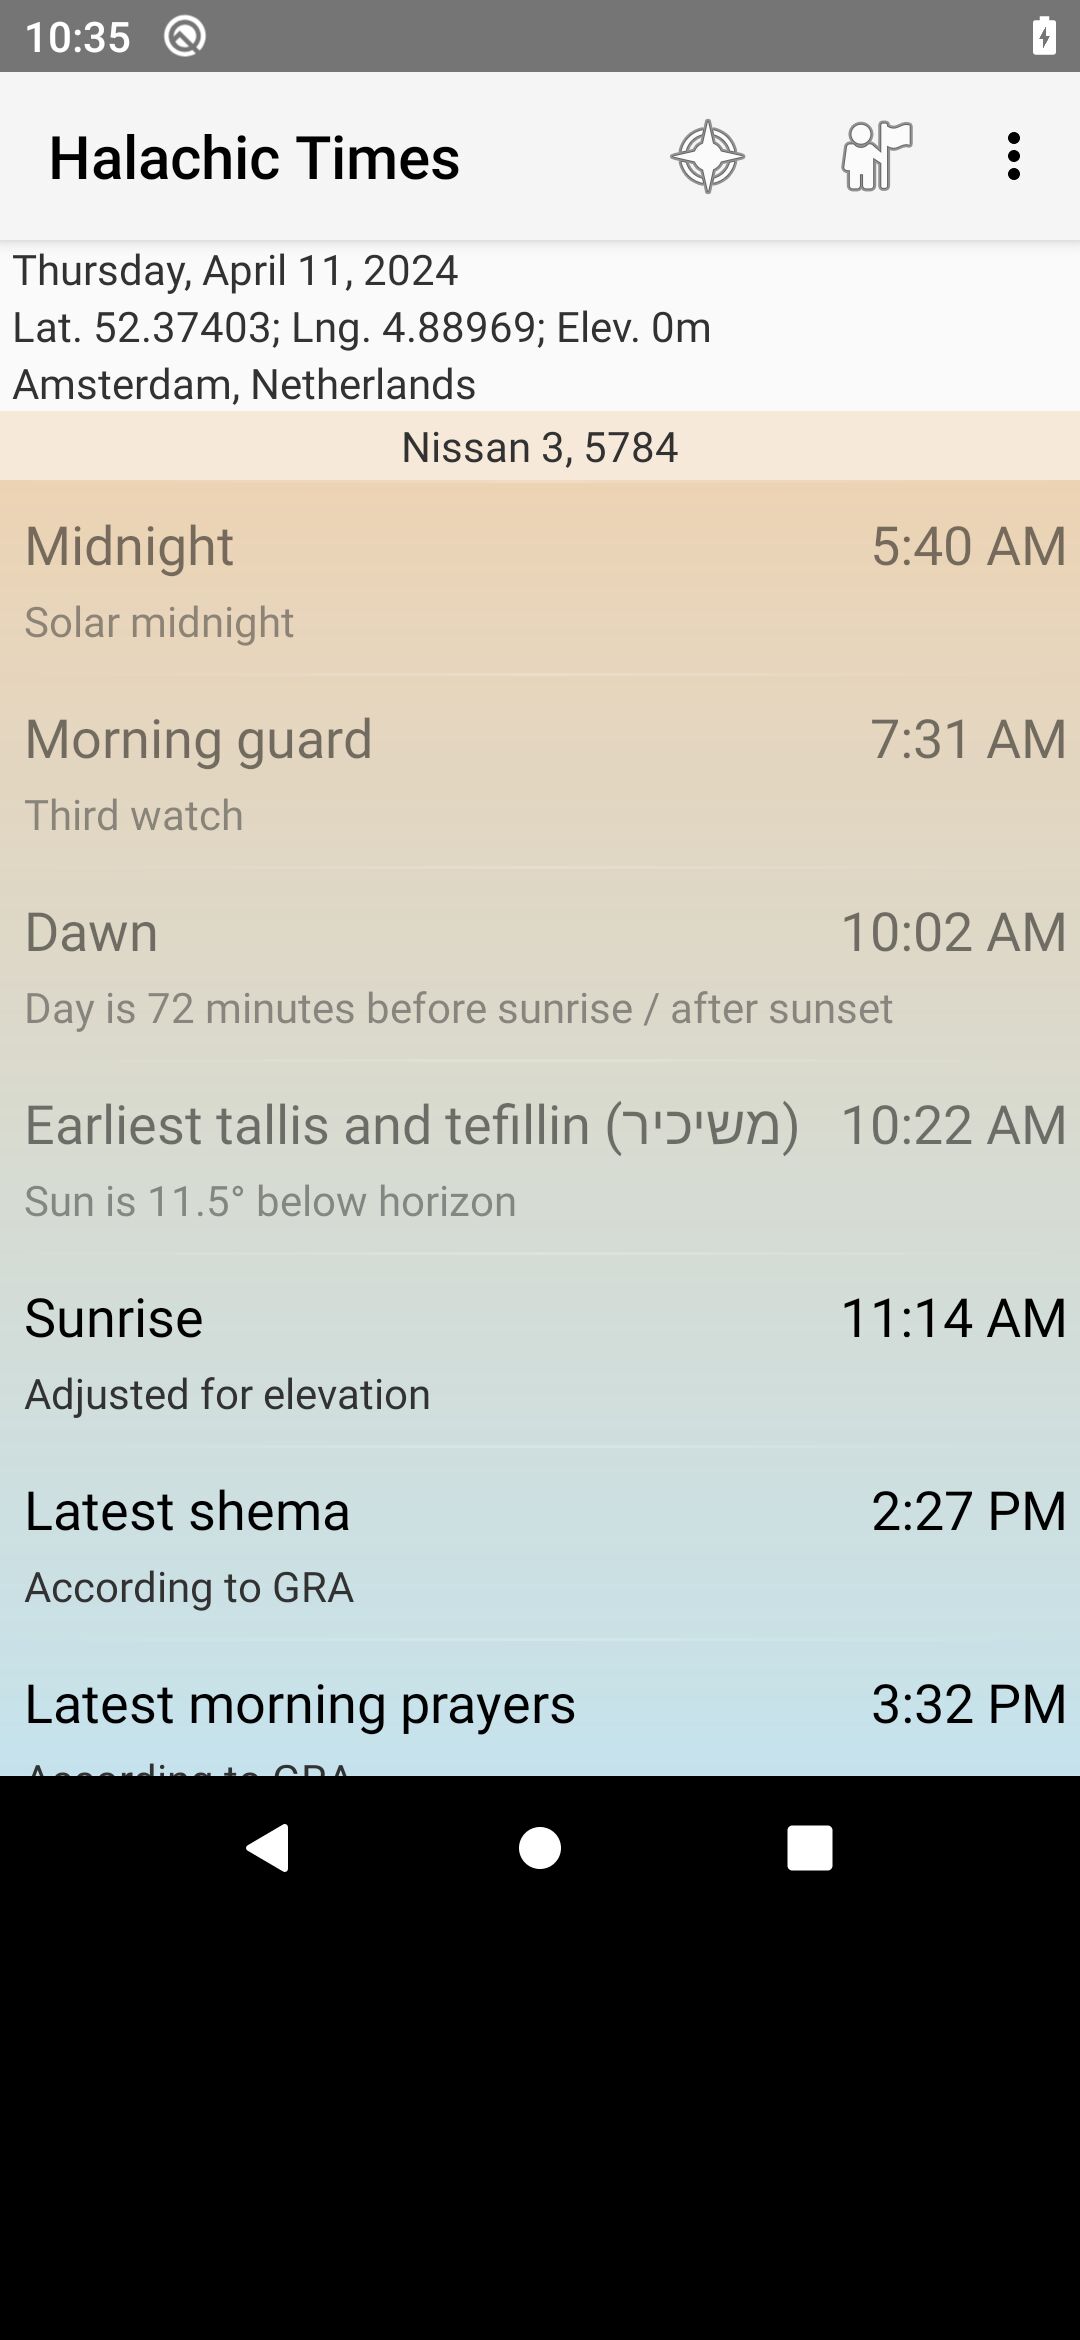 10:35
Halachic Times
Thursday, April 11, 2024
Lat. 52.37403; Lng. 4.88969; Elev. 0m
Amsterdam, Netherlands
Nissan 3, 5784
Midnight 5:40 AM
Solar midnight
Morning guard 7:31 AM
Third watch
Dawn 10:02 AM
Day is 72 minutes before sunrise / after sunset
Earliest tallis and tefillin (משיכיר) 10:22 AM
Sun is 11.5° below horizon
Sunrise 11:14 AM
Adjusted for elevation
Latest shema 2:27 PM
According to GRA
Latest morning prayers 3:32 PM
According to GRA